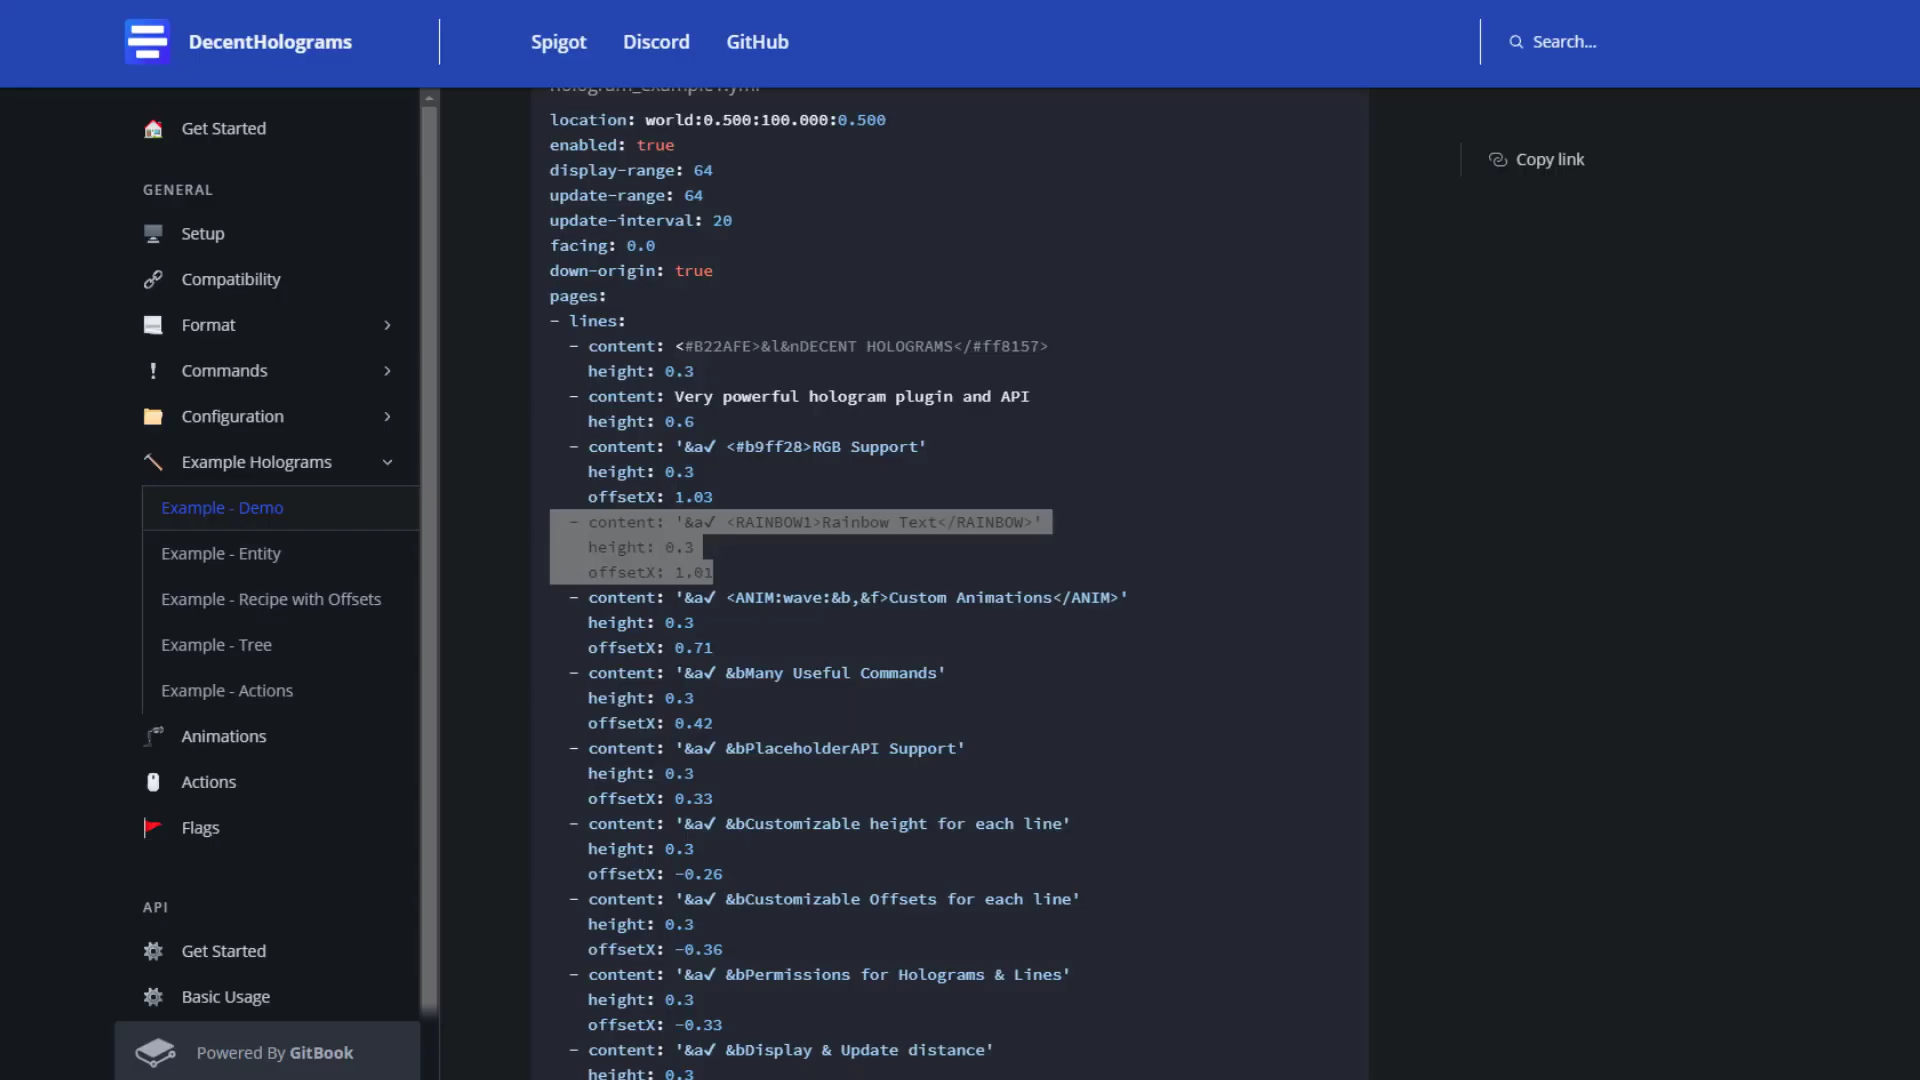 DecentHolograms
Spigot
Discord
GitHub
Search...
Get Started
GENERAL
Setup
Compatibility
Format
Commands
Configuration
Example Holograms
Example - Demo
Example - Entity
Example - Recipe with Offsets
Example - Tree
Example - Actions
Animations
Actions
Flags
API
Get Started
Basic Usage
Powered By GitBook
hologram_example1.yml
location: world:0.500:100.000:0.500
enabled: true
display-range: 64
update-range: 64
update-interval: 20
facing: 0.0
down-origin: true
pages:
- lines:
- content: <#B22AFE>&l&nDECENT HOLOGRAMS</#ff8157>
height: 0.3
- content: Very powerful hologram plugin and API
height: 0.6
- content: '&a✔ <#b9ff28>RGB Support'
height: 0.3
offsetX: 1.03
- content: '&a✔ <RAINBOW1>Rainbow Text</RAINBOW>'
height: 0.3
offsetX: 1.01
- content: '&a✔ <ANIM:wave:&b,&f>Custom Animations</ANIM>'
height: 0.3
offsetX: 0.71
- content: '&a✔ &bMany Useful Commands'
height: 0.3
offsetX: 0.42
- content: '&a✔ &bPlaceholderAPI Support'
height: 0.3
offsetX: 0.33
- content: '&a✔ &bCustomizable height for each line'
height: 0.3
offsetX: -0.26
- content: '&a✔ &bCustomizable Offsets for each line'
height: 0.3
offsetX: -0.36
- content: '&a✔ &bPermissions for Holograms & Lines'
height: 0.3
offsetX: -0.33
- content: '&a✔ &bDisplay & Update distance'
height: 0.3
Copy link